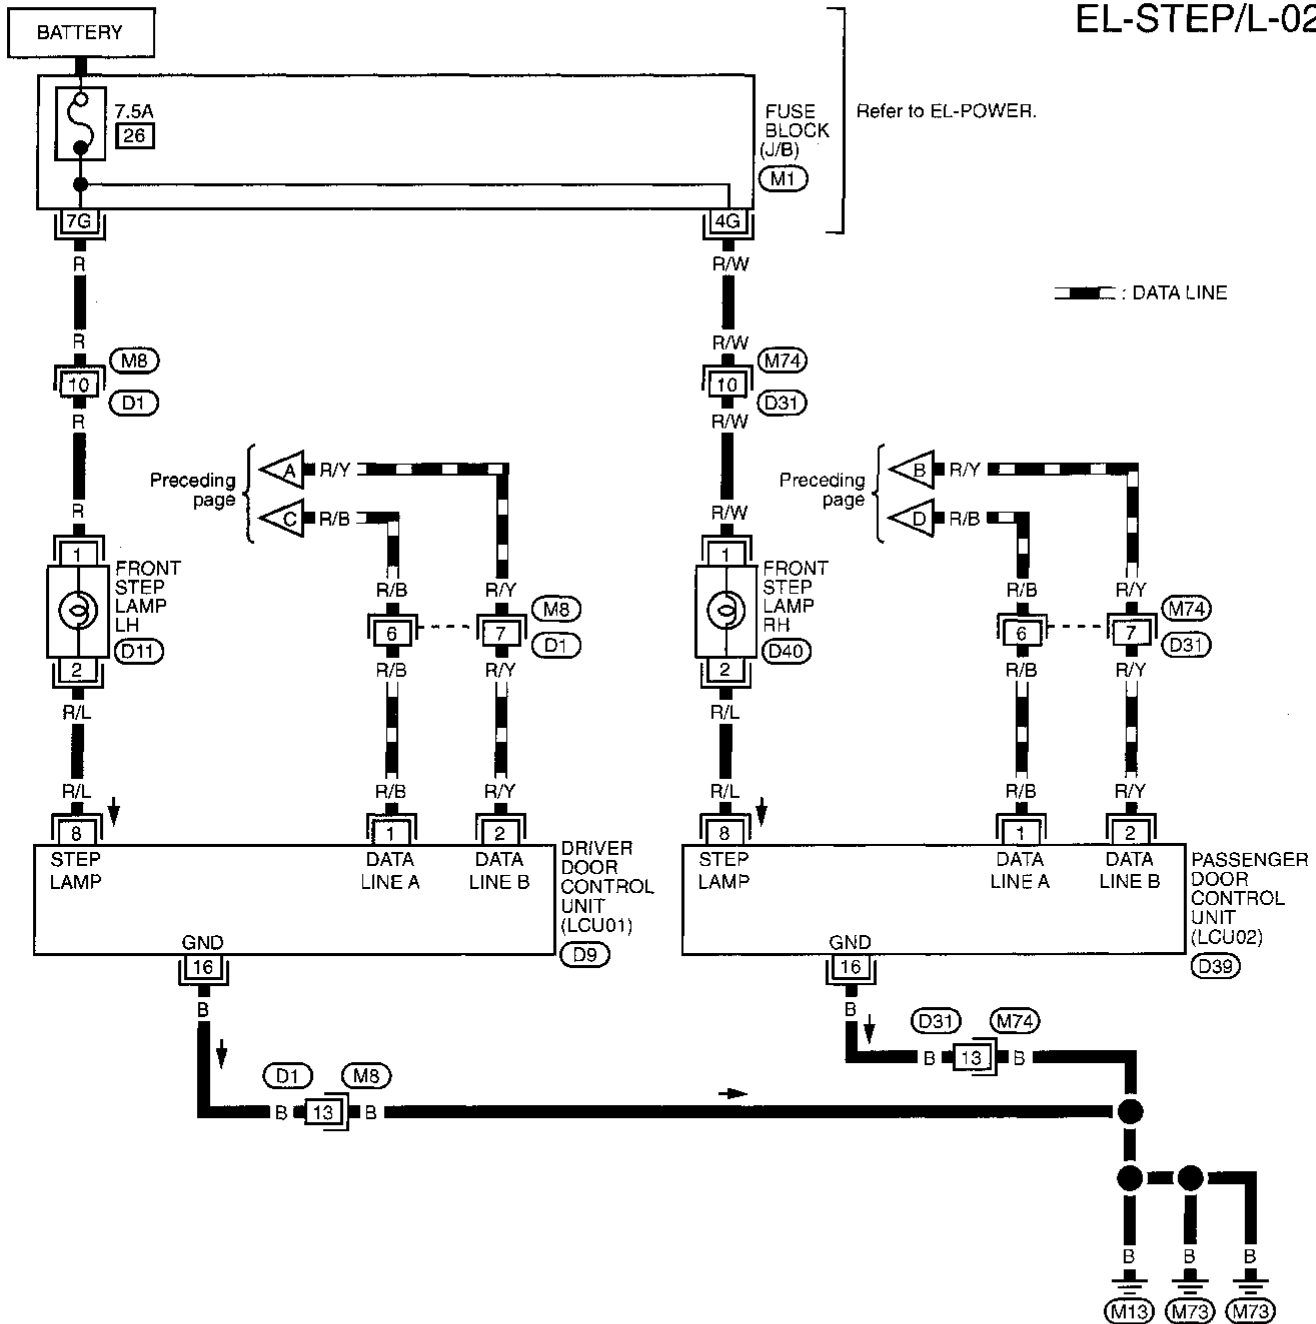 EL-STEP/L-02
BATTERY
7.5A
26
FUSE
BLOCK
(J/B)
M1
Refer to EL-POWER.
7G
4G
R
R/W
: DATA LINE
R
R/W
M8
M74
10
10
D1
D31
R
R/W
Preceding
page
A
R/Y
C
R/B
Preceding
page
B
R/Y
D
R/B
R
R/W
1
1
FRONT
STEP
LAMP
LH
D11
FRONT
STEP
LAMP
RH
D40
2
2
R/B
R/Y
R/B
R/Y
6
7
M8
D1
6
7
M74
D31
R/B
R/Y
R/B
R/Y
R/L
R/L
R/L
R/B
R/Y
R/L
R/B
R/Y
8
1
2
8
1
2
STEP
LAMP
DATA
LINE A
DATA
LINE B
DRIVER
DOOR
CONTROL
UNIT
(LCU01)
D9
STEP
LAMP
DATA
LINE A
DATA
LINE B
PASSENGER
DOOR
CONTROL
UNIT
(LCU02)
D39
GND
16
GND
16
B
B
D31
M74
B
13
B
D1
M8
B
13
B
B
B
B
M13
M73
M73